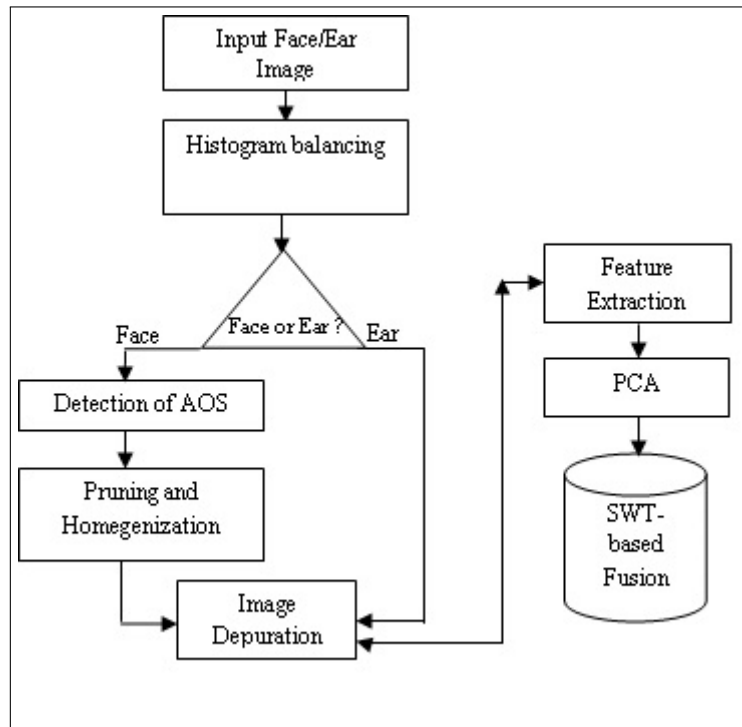 Input Face/Ear
Image
Histogram balancing
Face or Ear ?
Face
Ear
Detection of AOS
Pruning and
Homegenization
Image
Depuration
Feature
Extraction
PCA
SWT-
based
Fusion